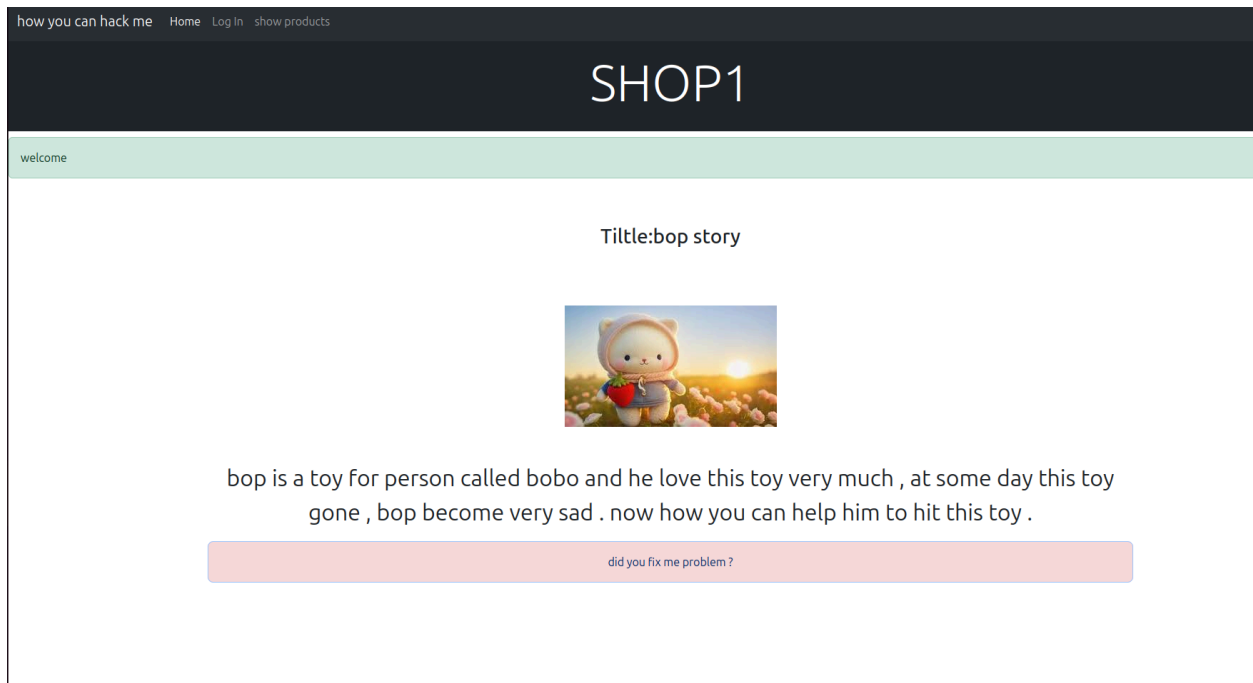 how you can hack me Home Log In show products
SHOP1
welcome
Tiltle:bop story
bop is a toy for person called bobo and he love this toy very much , at some day this toy
gone , bop become very sad . now how you can help him to hit this toy .
did you fix me problem ?